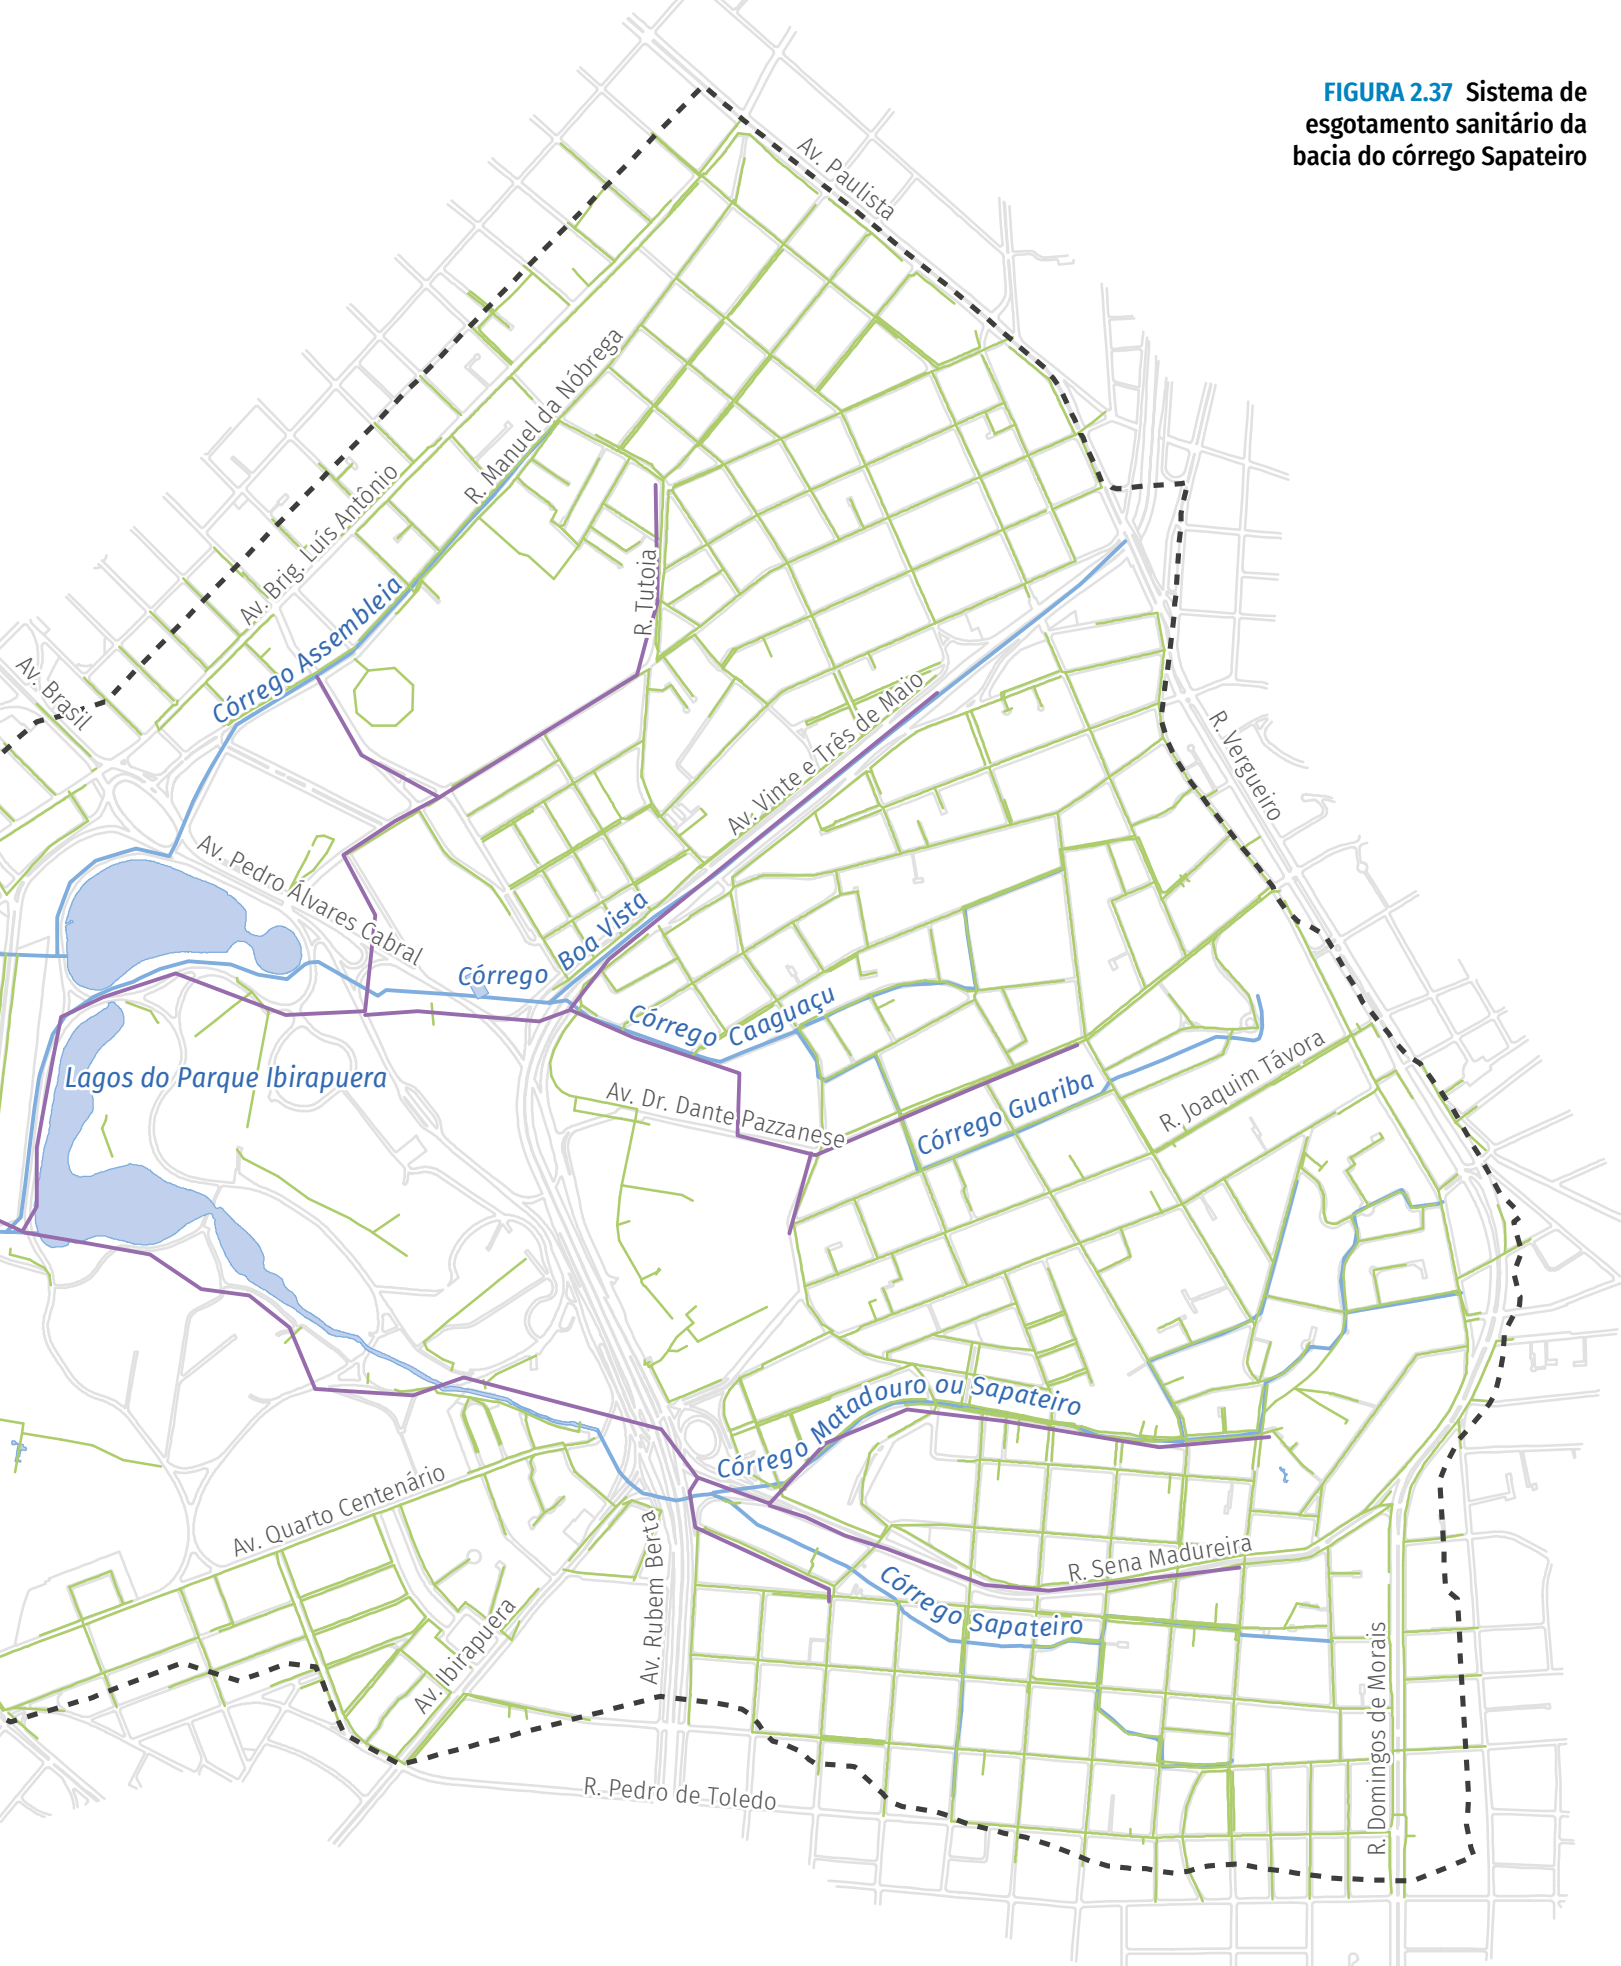 FIGURA 2.37 Sistema de
esgotamento sanitário da
bacia do córrego Sapateiro
Av. Paulista
R. Manuel da Nóbrega
Av. Brig. Luís Antônio
R. Tutoia
Córrego Assembleia
Av. Brasil
Av. Vinte e Três de Maio
R. Vergueiro
Av. Pedro Álvares Cabral
Córrego Boa Vista
Córrego Caaguaçu
Lagos do Parque Ibirapuera
Av. Dr. Dante Pazzanese
Córrego Guariba
R. Joaquim Távora
Córrego Matadouro ou Sapateiro
Av. Quarto Centenário
R. Sena Madureira
Av. Rubem Berta
Córrego Sapateiro
Av. Ibirapuera
R. Domingos de Morais
R. Pedro de Toledo